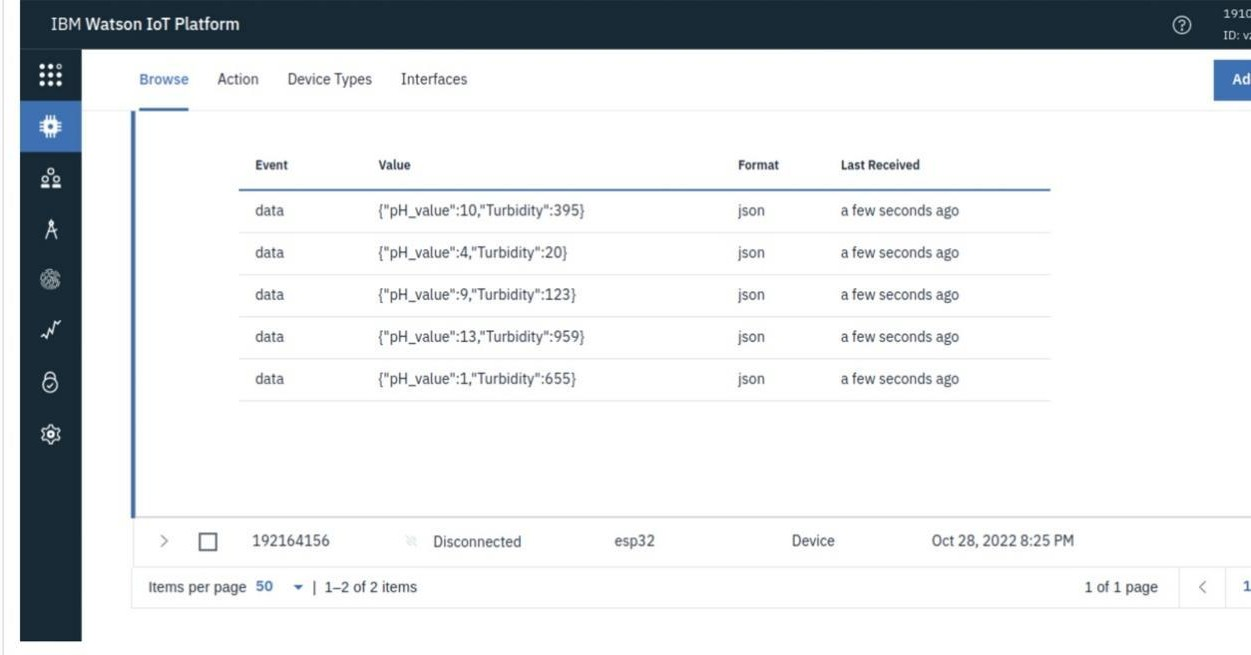 IBM Watson IoT Platform
1910
ID: v
Browse Action Device Types Interfaces
Ad
Event Value Format Last Received
data {"pH_value":10,"Turbidity":395} json a few seconds ago
data {"pH_value":4,"Turbidity":20} json a few seconds ago
data {"pH_value":9,"Turbidity":123} json a few seconds ago
data {"pH_value":13,"Turbidity":959} json a few seconds ago
data {"pH_value":1,"Turbidity":655} json a few seconds ago
192164156 Disconnected esp32 Device Oct 28, 2022 8:25 PM
Items per page 50 | 1–2 of 2 items 1 of 1 page < 1